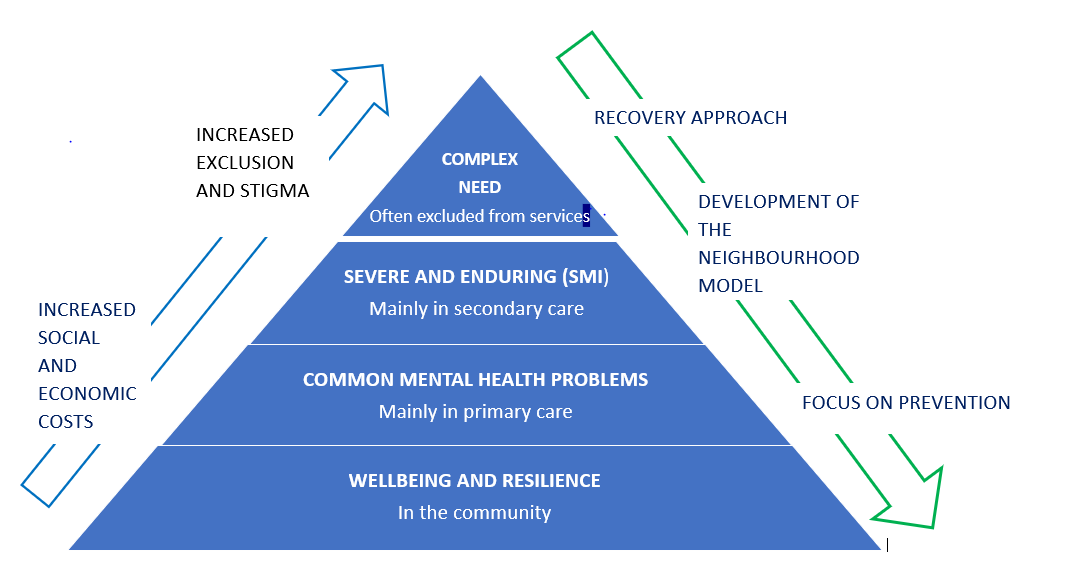 INCREASED
EXCLUSION
AND STIGMA
INCREASED
SOCIAL
AND
ECONOMIC
COSTS
COMPLEX
NEED
Often excluded from services
SEVERE AND ENDURING (SMI)
Mainly in secondary care
COMMON MENTAL HEALTH PROBLEMS
Mainly in primary care
WELLBEING AND RESILIENCE
In the community
RECOVERY APPROACH
DEVELOPMENT OF
THE
NEIGHBOURHOOD
MODEL
FOCUS ON PREVENTION